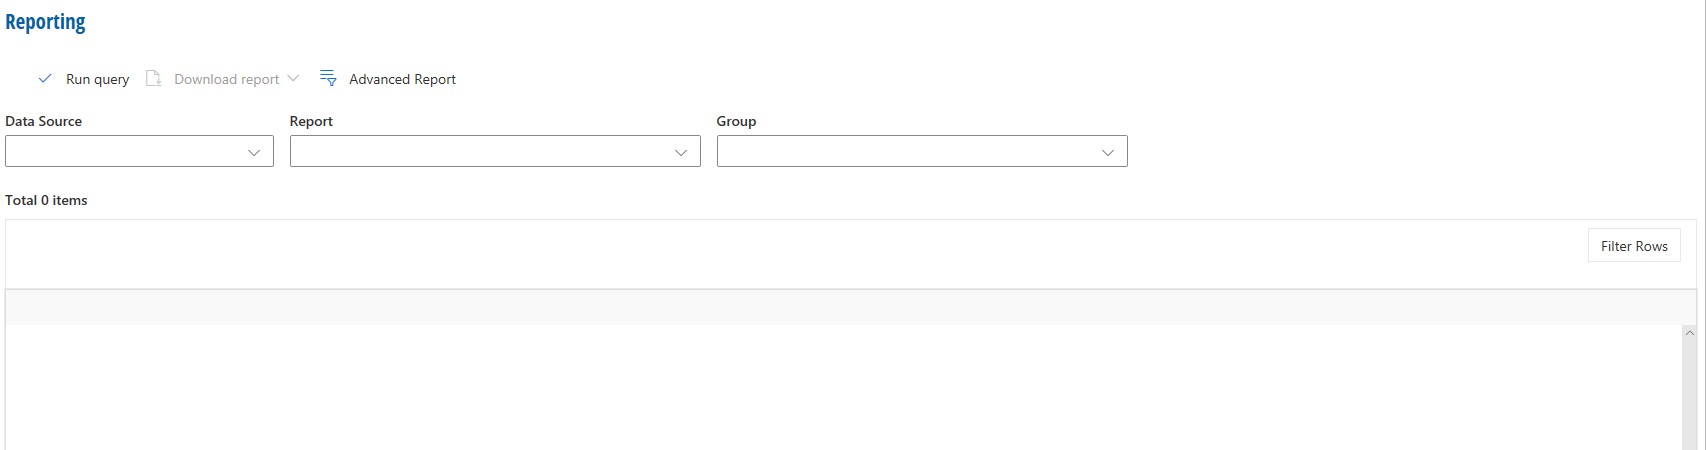 Reporting
Run query Download report Advanced Report
Data Source Report Group
Total 0 items
Filter Rows